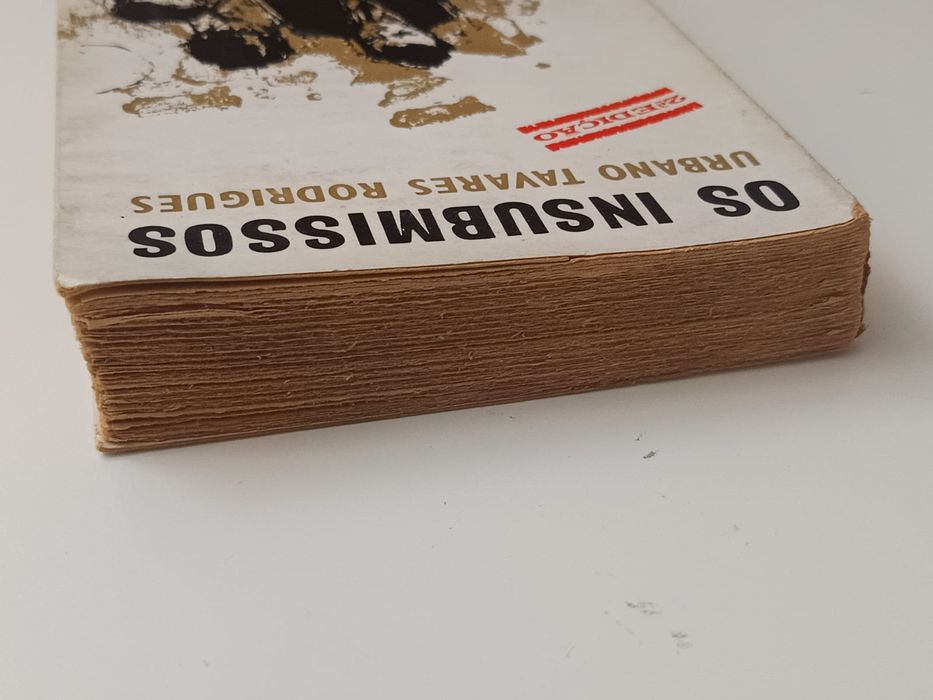 OS INSUBMISSOS
URBANO TAVARES RODRIGUES
2ª EDIÇÃO